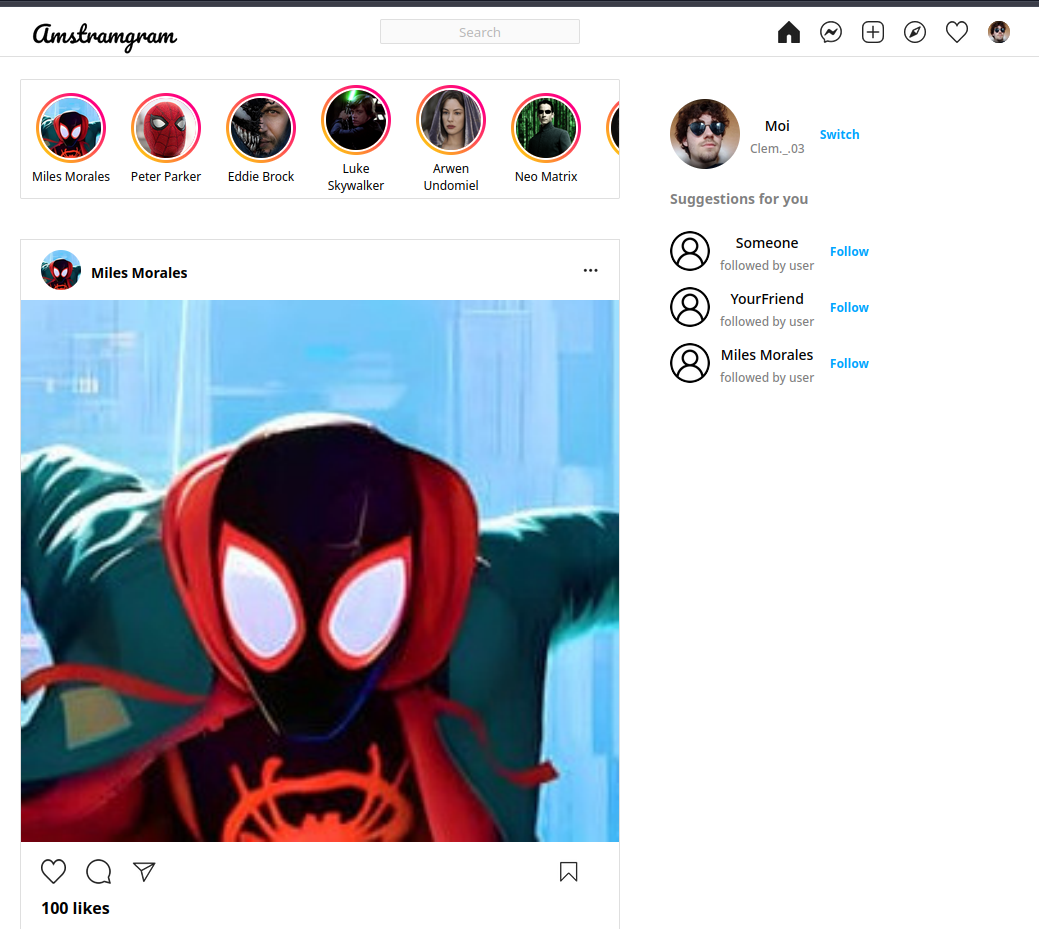 Amstramgram
Search
Miles Morales
Peter Parker
Eddie Brock
Luke
Skywalker
Arwen
Undomiel
Neo Matrix
Moi
Clem._.03
Switch
Suggestions for you
Someone
followed by user
Follow
YourFriend
followed by user
Follow
Miles Morales
followed by user
Follow
Miles Morales
100 likes